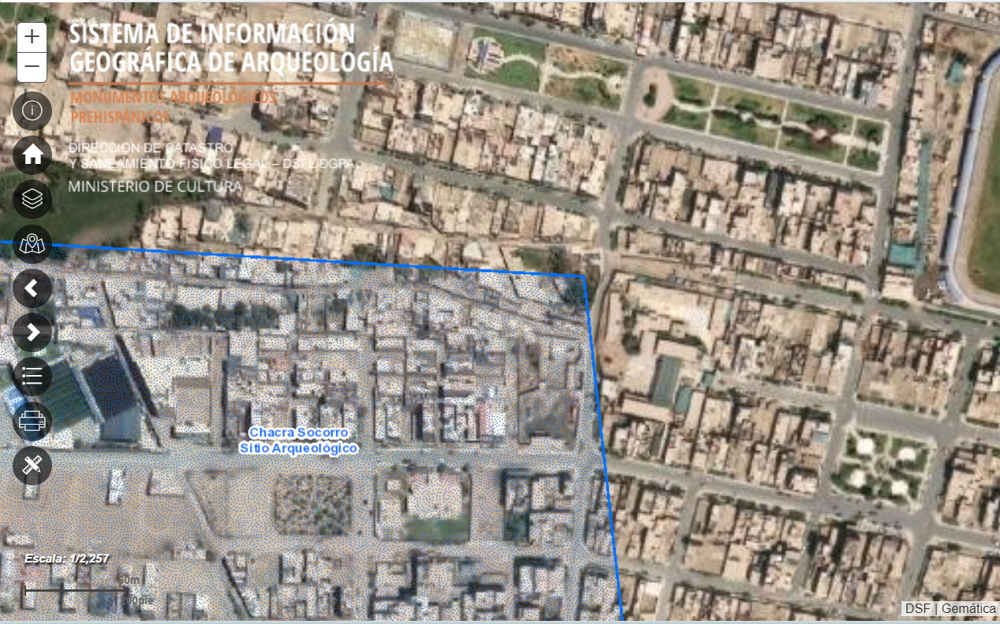 SISTEMA DE INFORMACIÓN
GEOGRÁFICA DE ARQUEOLOGÍA
MONUMENTOS ARQUEOLÓGICOS
PREHISPÁNICOS
DIRECCION DE CATASTRO
Y SANEAMIENTO FISICO LEGAL – DSFL/DGPA
MINISTERIO DE CULTURA
Chacra Socorro
Sitio Arqueológico
Escala: 1/2,257
60m
200pie
DSF | Gemática